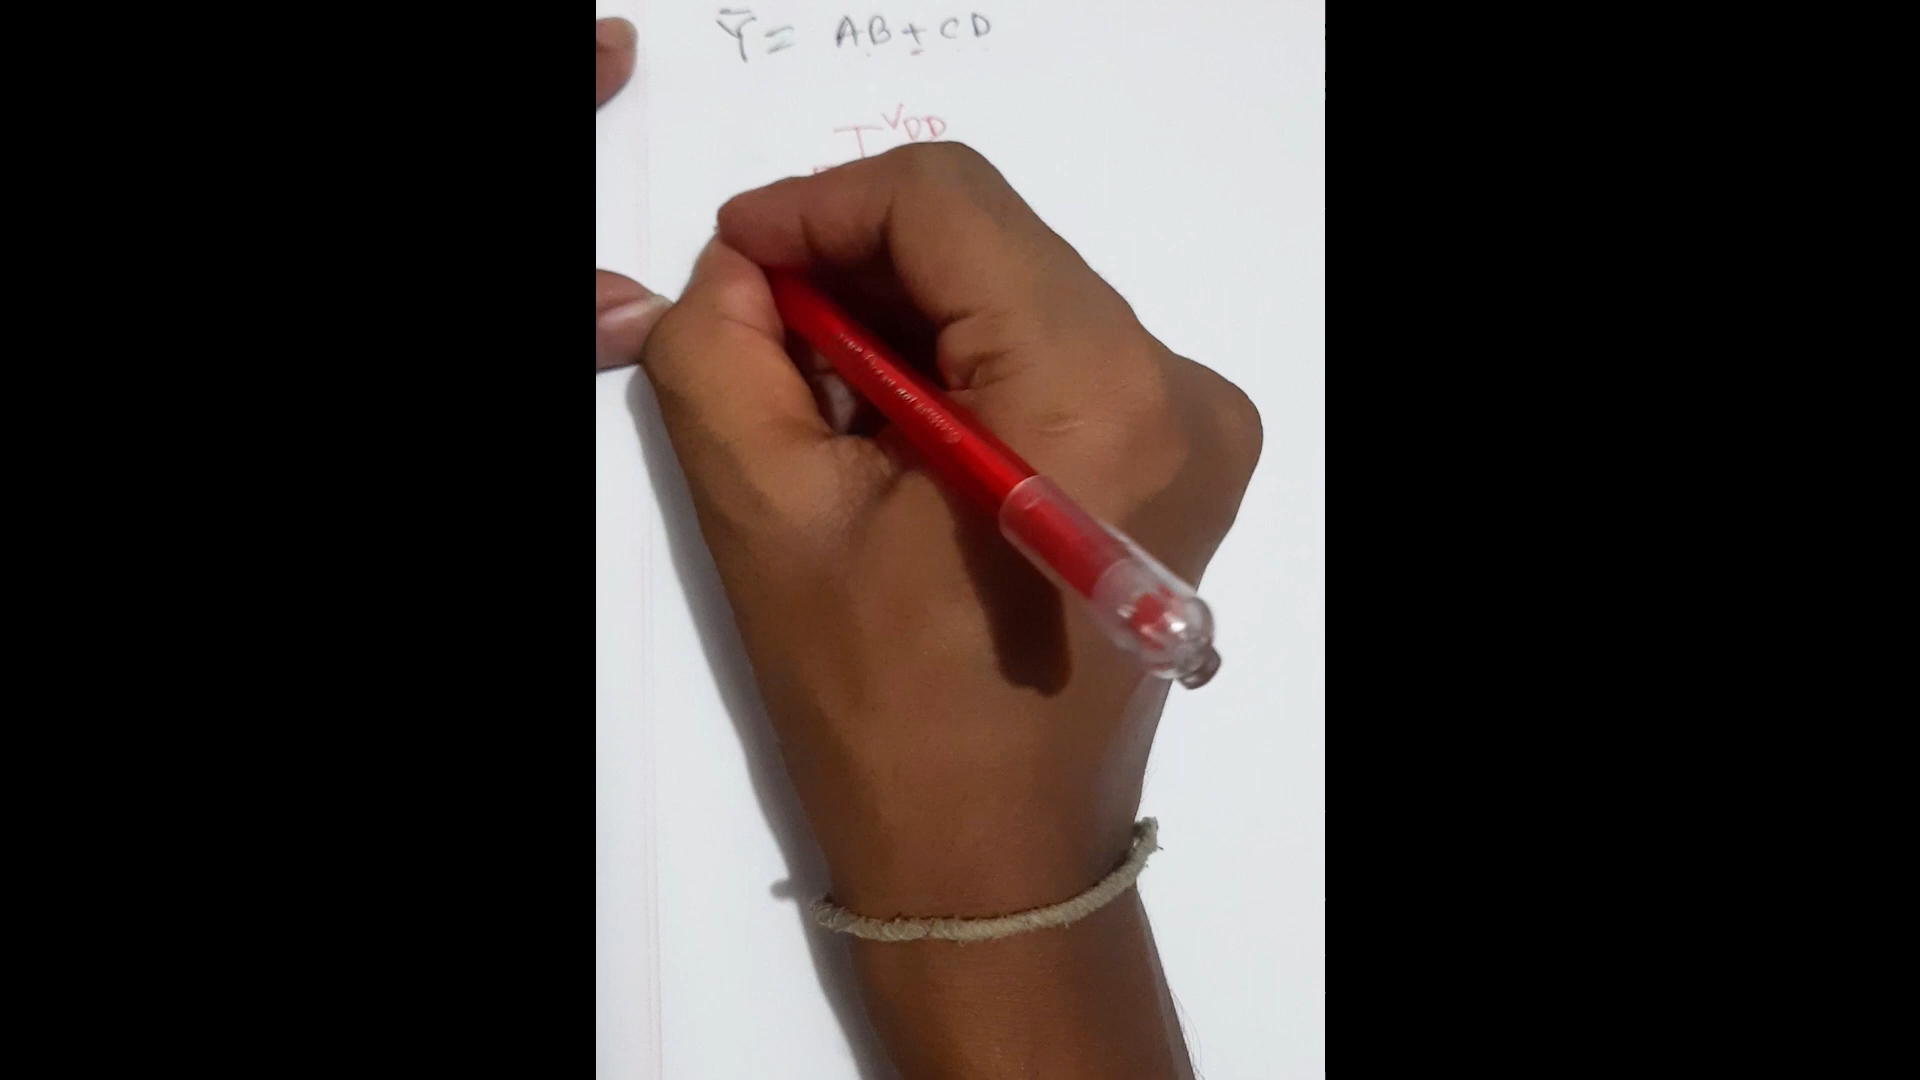 Ȳ = AB + CD
VDD